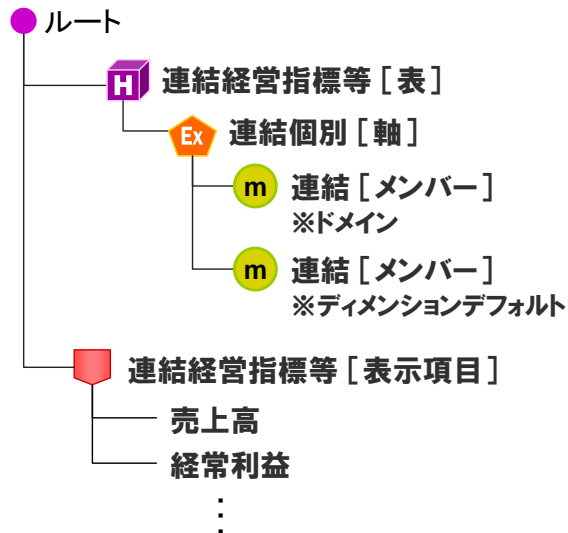 ルート
H 連結経営指標等［表］
Ex 連結個別［軸］
m 連結［メンバー］
※ドメイン
m 連結［メンバー］
※ディメンションデフォルト
連結経営指標等［表示項目］
売上高
経常利益
⋮